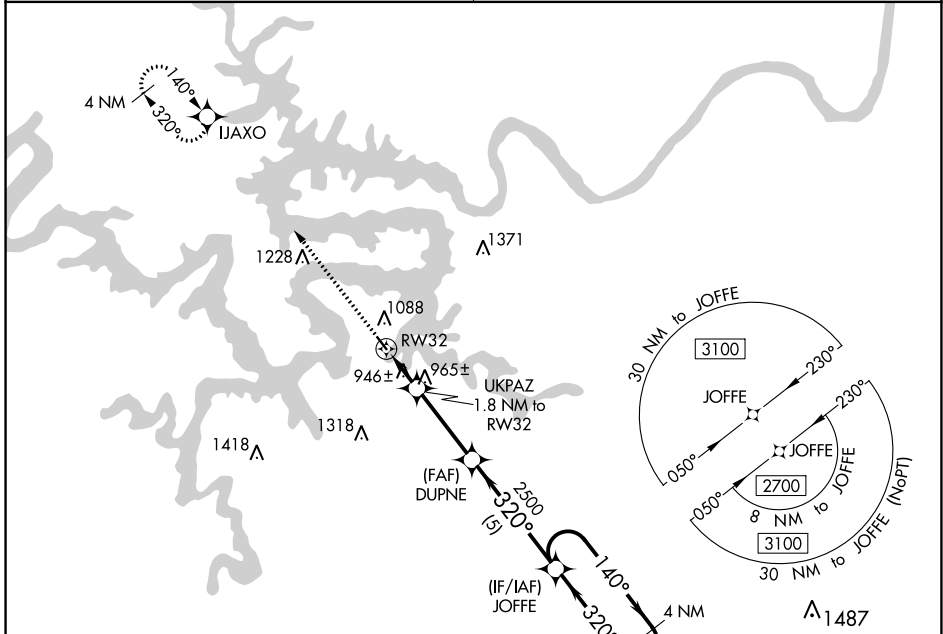 140°
4 NM
320°
IJAXO
1371
1228
1088
RW32
946±
965±
UKPAZ
1.8 NM to
RW32
1318
1418
(FAF)
DUPNE
2500
320°
(5)
(IF/IAF)
JOFFE
140°
4 NM
320°
30 NM to JOFFE
3100
230°
JOFFE
050°
230°
JOFFE
050°
2700
8 NM to JOFFE
3100
30 NM to JOFFE (NoPT)
1487